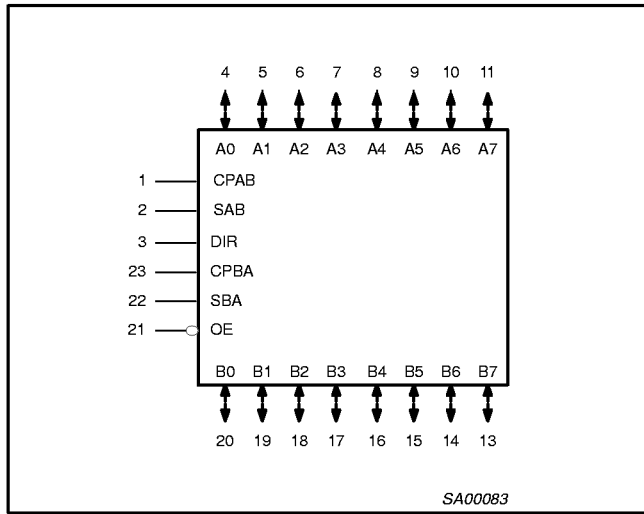 4 5 6 7 8 9 10 11
A0 A1 A2 A3 A4 A5 A6 A7
1 CPAB
2 SAB
3 DIR
23 CPBA
22 SBA
21 OE
B0 B1 B2 B3 B4 B5 B6 B7
20 19 18 17 16 15 14 13
SA00083